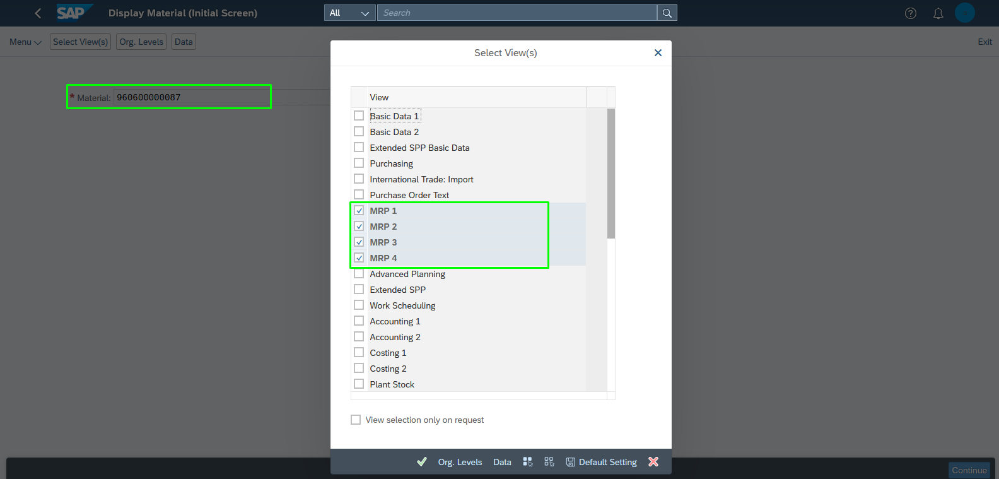 SAP Display Material (Initial Screen) All Search
Menu Select View(s) Org. Levels Data Exit
* Material: 960600000087
Select View(s)
View
Basic Data 1
Basic Data 2
Extended SPP Basic Data
Purchasing
International Trade: Import
Purchase Order Text
MRP 1
MRP 2
MRP 3
MRP 4
Advanced Planning
Extended SPP
Work Scheduling
Accounting 1
Accounting 2
Costing 1
Costing 2
Plant Stock
View selection only on request
Org. Levels Data Default Setting
Continue